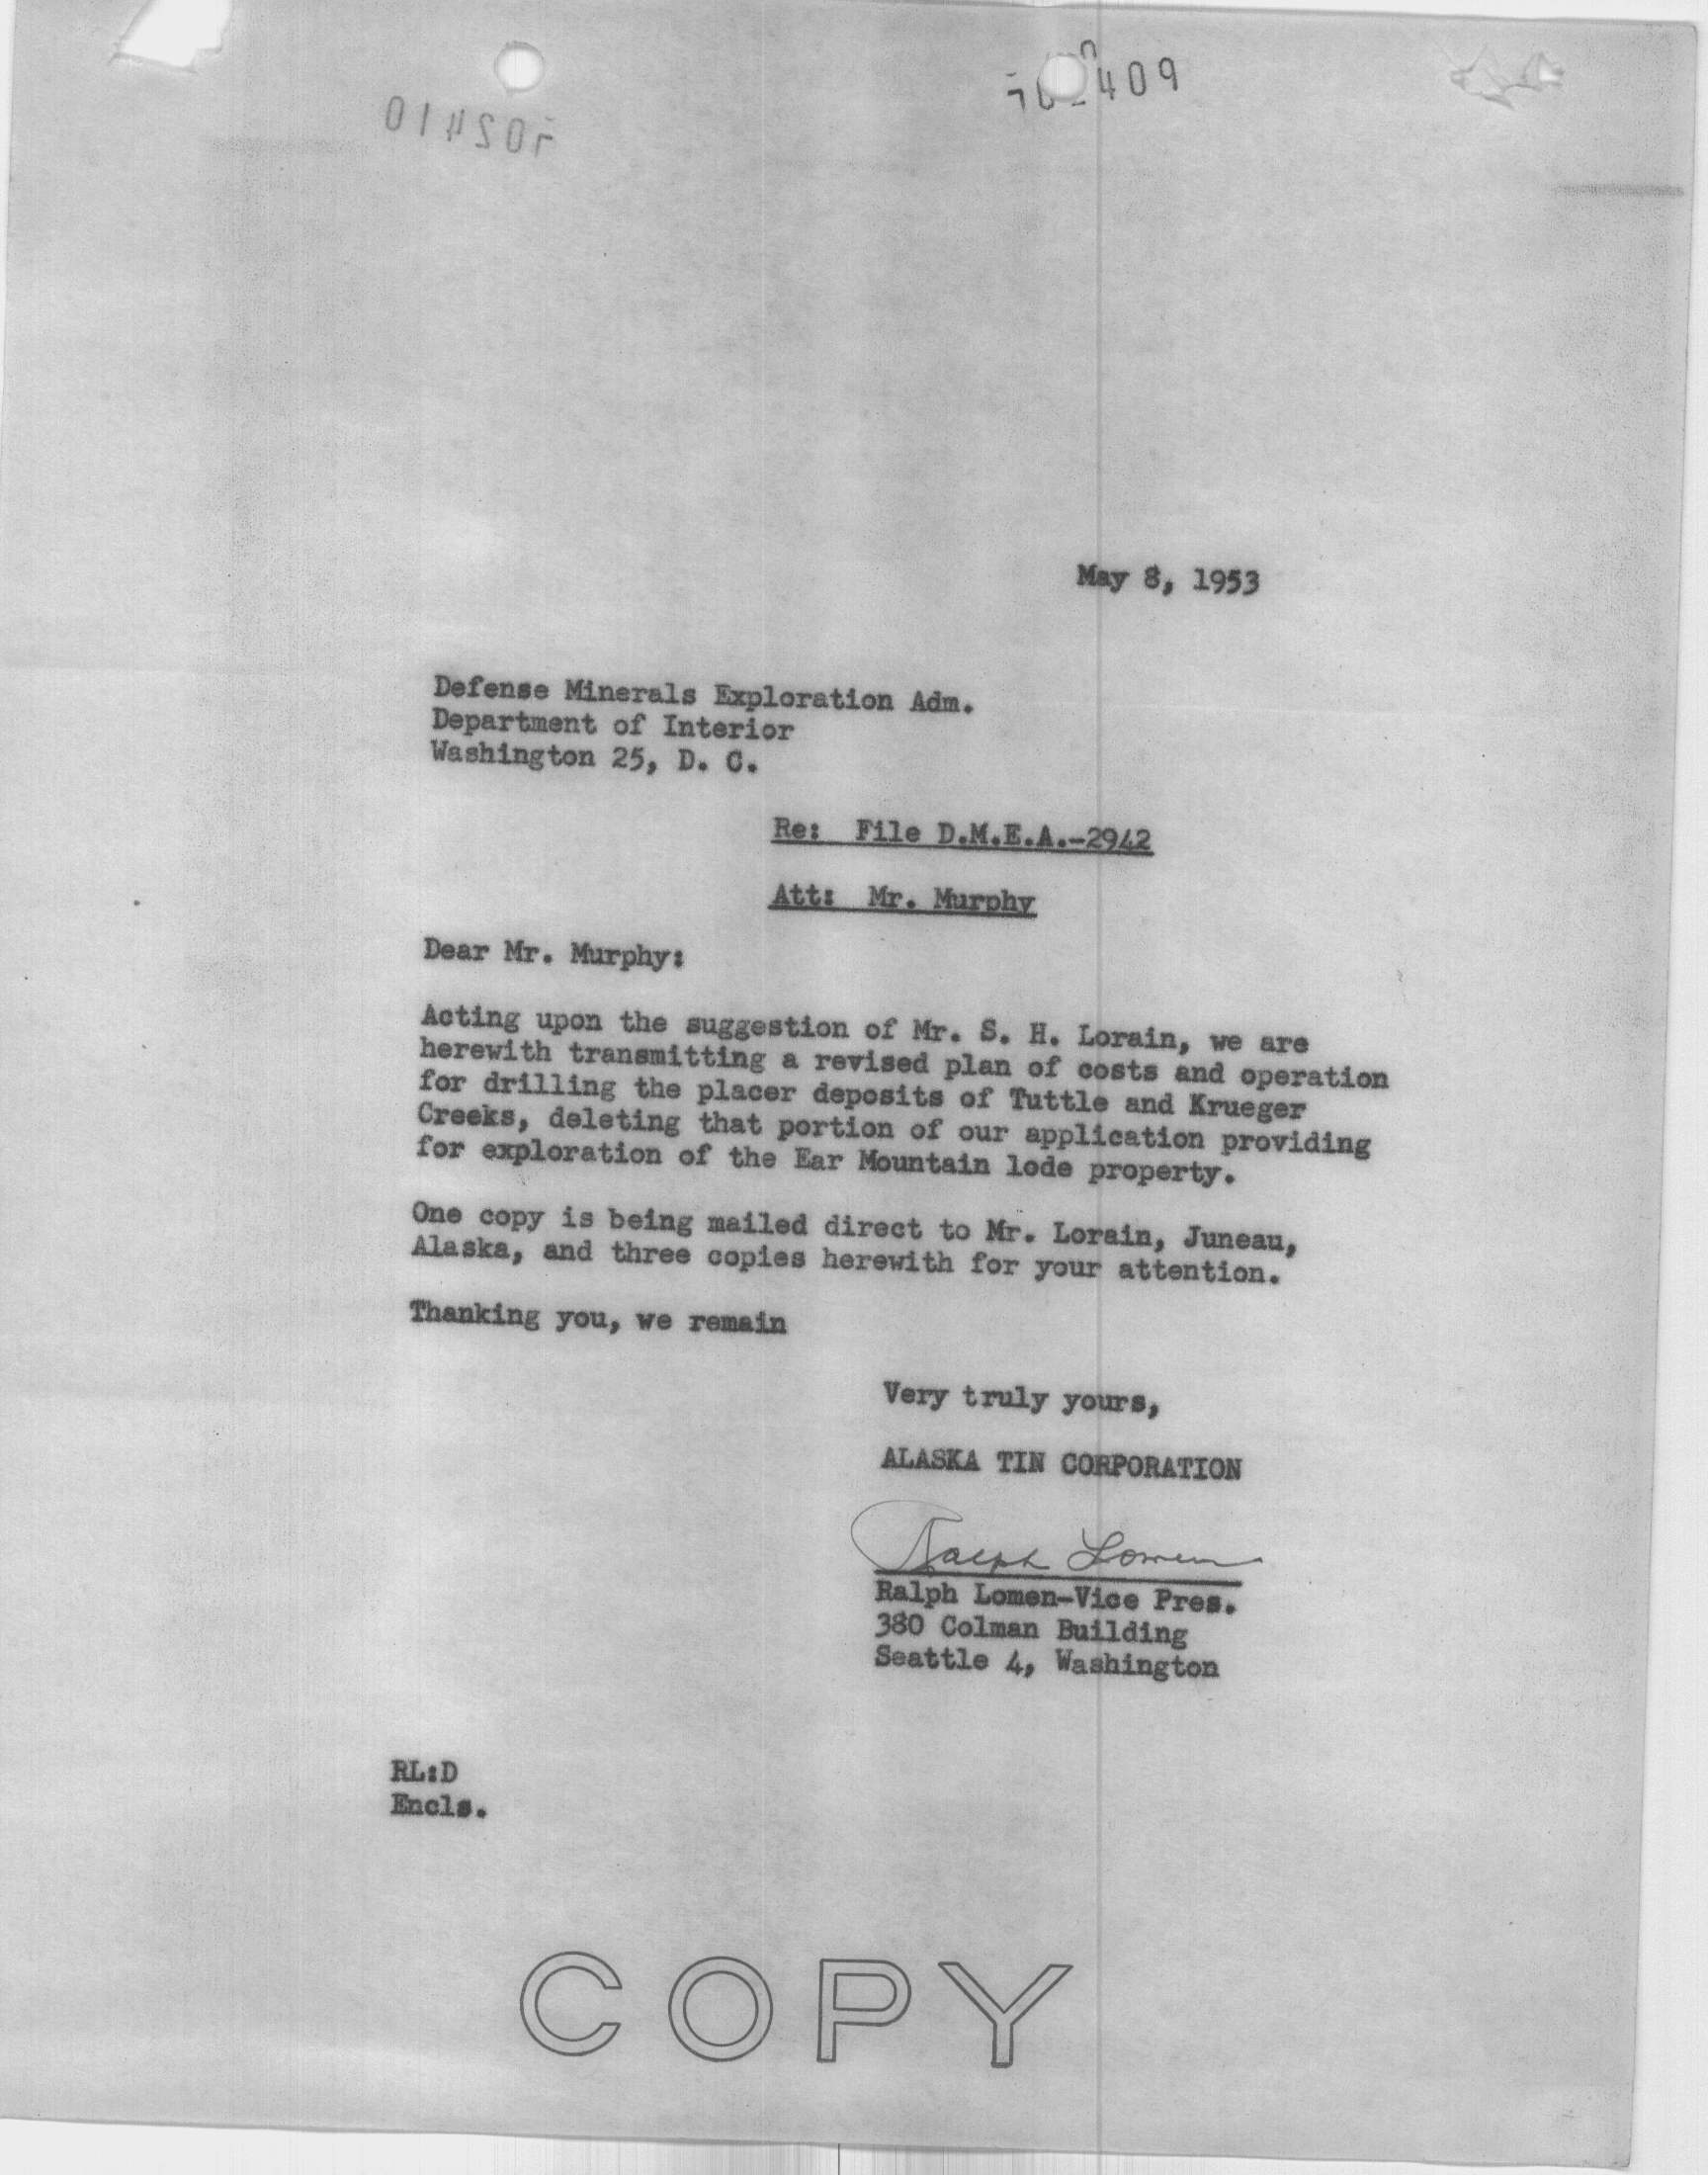 409
May 8, 1953
Defense Minerals Exploration Adm.
Department of Interior
Washington 25, D. C.
Re: File D.M.E.A.-2942
Att: Mr. Murphy
Dear Mr. Murphy:
Acting upon the suggestion of Mr. S. H. Lorain, we are
herewith transmitting a revised plan of costs and operation
for drilling the placer deposits of Tuttle and Krueger
Creeks, deleting that portion of our application providing
for exploration of the Ear Mountain lode property.
One copy is being mailed direct to Mr. Lorain, Juneau,
Alaska, and three copies herewith for your attention.
Thanking you, we remain
Very truly yours,
ALASKA TIN CORPORATION
Ralph Lomen
Ralph Lomen-Vice Pres.
380 Colman Building
Seattle 4, Washington
RL:D
Encls.
COPY